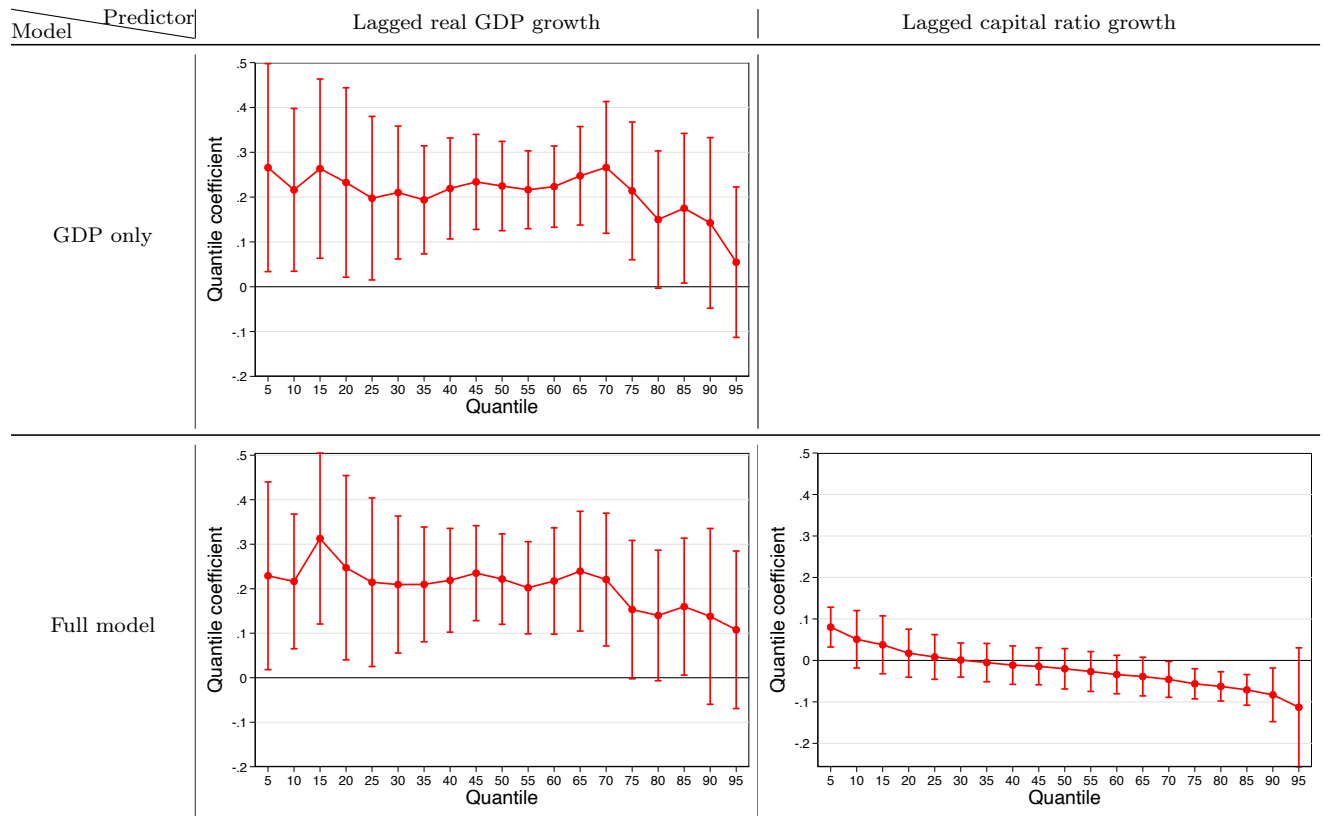 Predictor
Model
Lagged real GDP growth
Lagged capital ratio growth
GDP only
Quantile coefficient
.5
.4
.3
.2
.1
0
-.1
-.2
5 10 15 20 25 30 35 40 45 50 55 60 65 70 75 80 85 90 95
Quantile
Full model
Quantile coefficient
.5
.4
.3
.2
.1
0
-.1
-.2
5 10 15 20 25 30 35 40 45 50 55 60 65 70 75 80 85 90 95
Quantile
Quantile coefficient
.5
.4
.3
.2
.1
0
-.1
-.2
5 10 15 20 25 30 35 40 45 50 55 60 65 70 75 80 85 90 95
Quantile